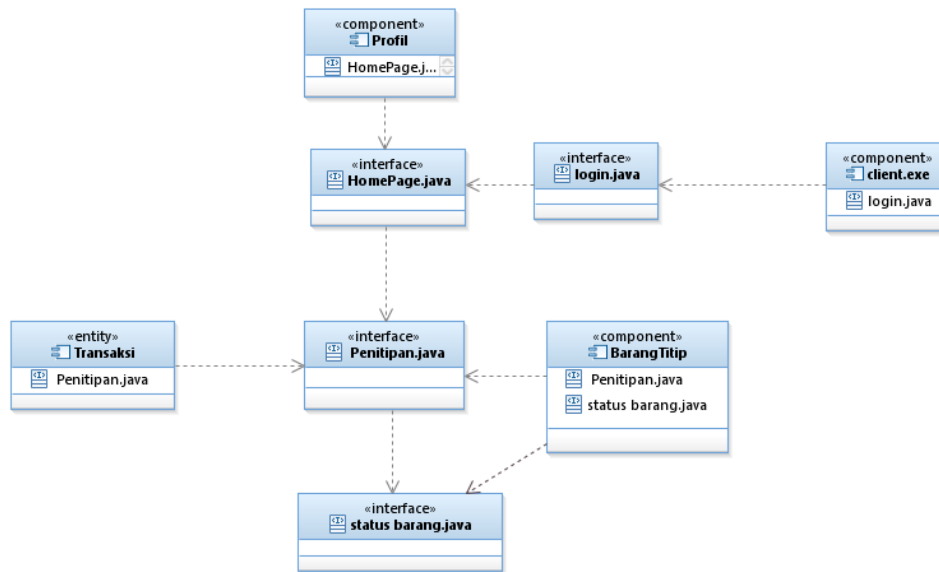 «component»
Profil
HomePage.j...
«interface»
HomePage.java
«interface»
login.java
«component»
client.exe
login.java
«entity»
Transaksi
Penitipan.java
«interface»
Penitipan.java
«component»
BarangTitip
Penitipan.java
status barang.java
«interface»
status barang.java